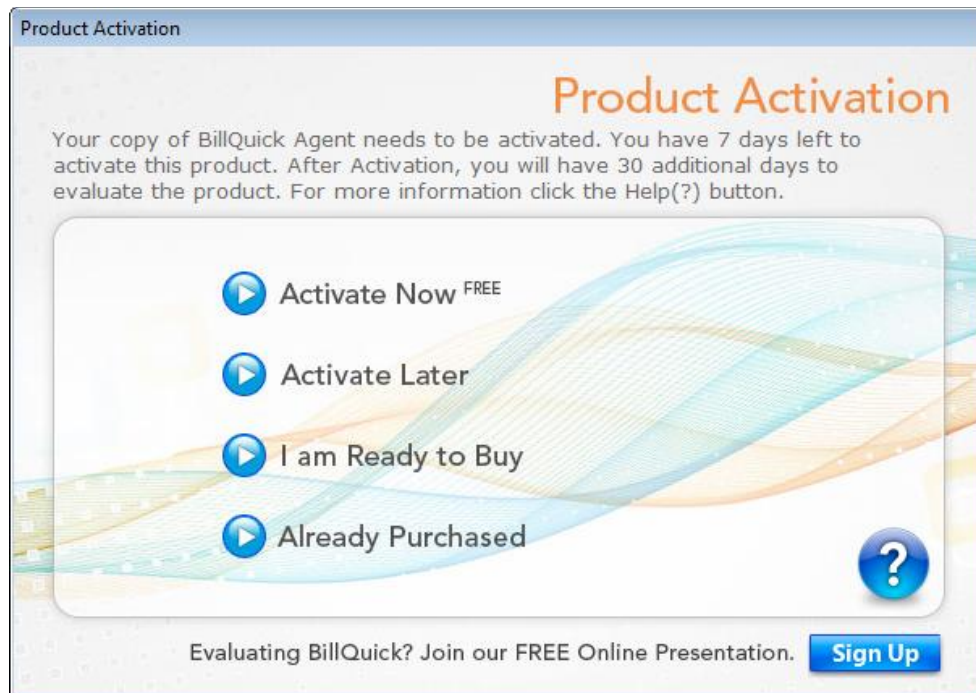 Product Activation
Product Activation
Your copy of BillQuick Agent needs to be activated. You have 7 days left to
activate this product. After Activation, you will have 30 additional days to
evaluate the product. For more information click the Help(?) button.
Activate Now FREE
Activate Later
I am Ready to Buy
Already Purchased
?
Evaluating BillQuick? Join our FREE Online Presentation. Sign Up